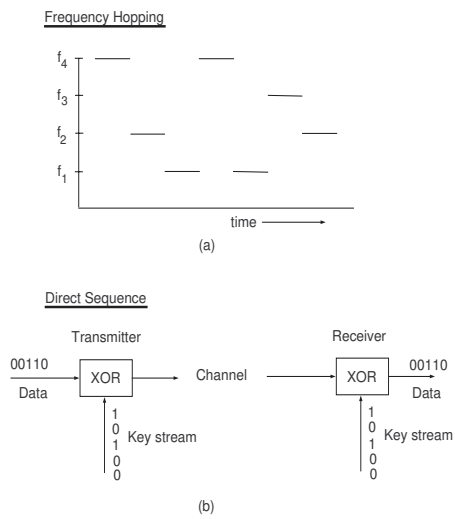 Frequency Hopping
f4
f3
f2
f1
time
(a)
Direct Sequence
Transmitter
Receiver
00110
XOR
Channel
XOR
00110
Data
Data
1
0
1
0
0
Key stream
1
0
1
0
0
Key stream
(b)